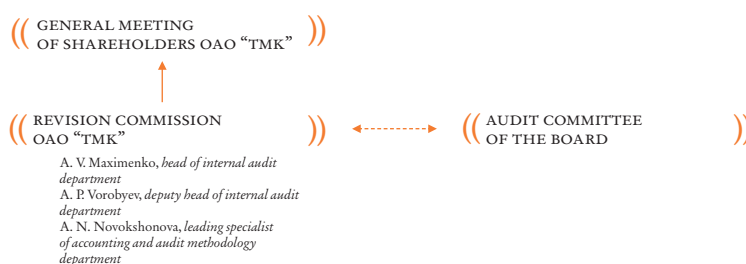 GENERAL MEETING
OF SHAREHOLDERS OAO “TMK”
REVISION COMMISSION
OAO “TMK”
A. V. Maximenko, head of internal audit
department
A. P. Vorobyev, deputy head of internal audit
department
A. N. Novokshonova, leading specialist
of accounting and audit methodology
department
AUDIT COMMITTEE
OF THE BOARD